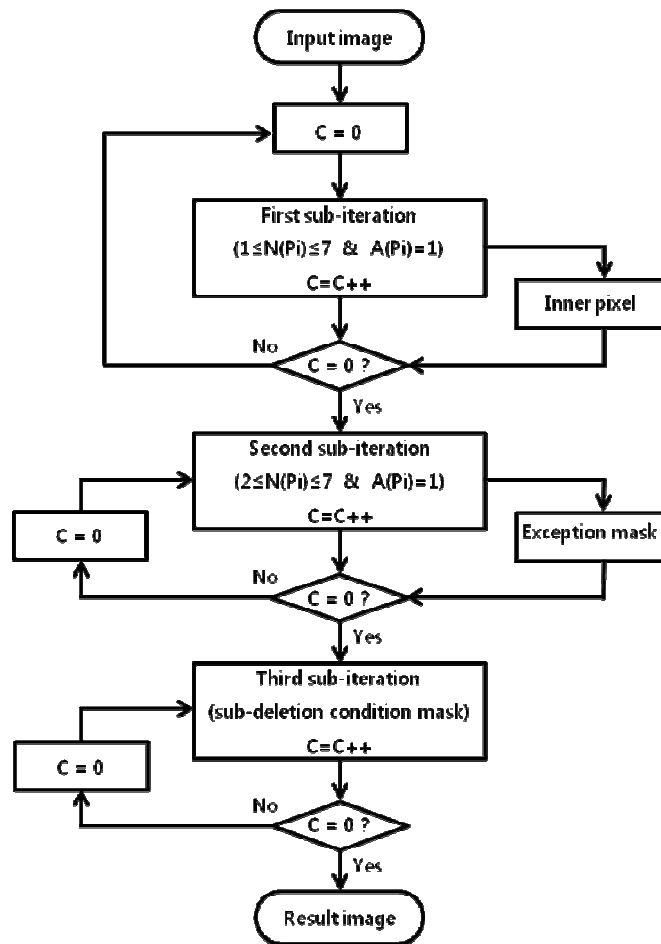 Input image
C = 0
First sub-iteration
(1≤N(Pi)≤7 & A(Pi)=1)
C=C++
Inner pixel
No
C = 0 ?
Yes
Second sub-iteration
(2≤N(Pi)≤7 & A(Pi)=1)
C=C++
C = 0
Exception mask
No
C = 0 ?
Yes
Third sub-iteration
(sub-deletion condition mask)
C=C++
C = 0
No
C = 0 ?
Yes
Result image